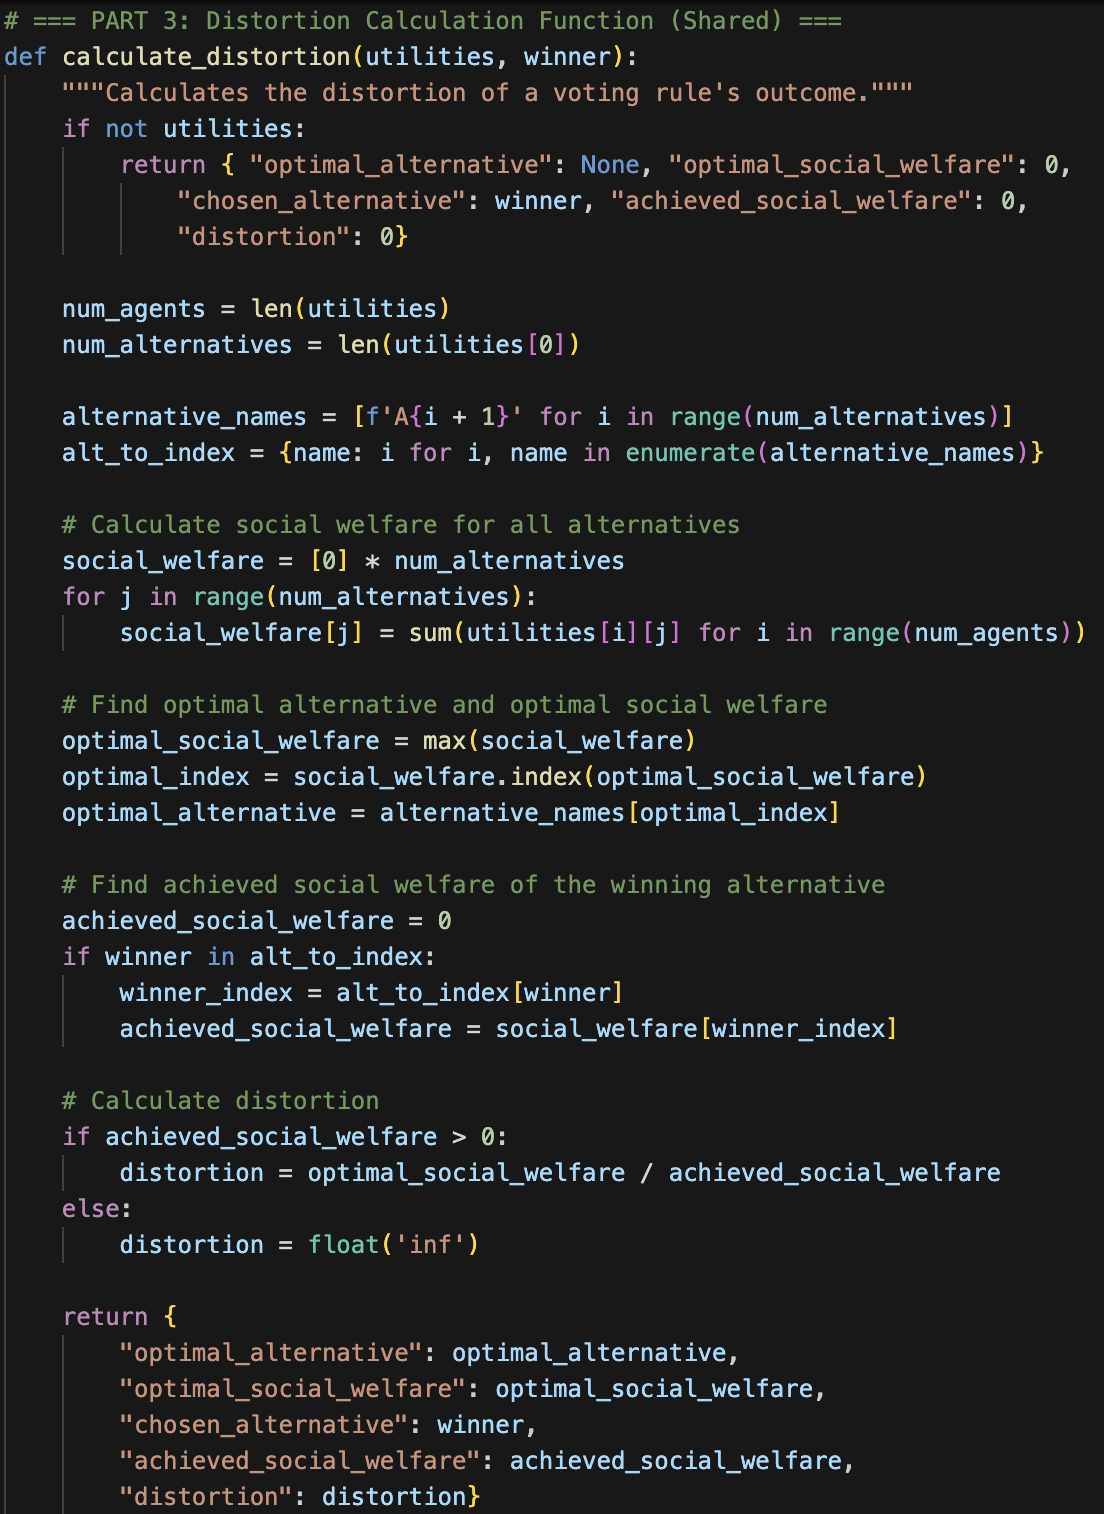 # === PART 3: Distortion Calculation Function (Shared) ===
def calculate_distortion(utilities, winner):
    """Calculates the distortion of a voting rule's outcome."""
    if not utilities:
        return { "optimal_alternative": None, "optimal_social_welfare": 0,
            "chosen_alternative": winner, "achieved_social_welfare": 0,
            "distortion": 0}

    num_agents = len(utilities)
    num_alternatives = len(utilities[0])

    alternative_names = [f'A{i + 1}' for i in range(num_alternatives)]
    alt_to_index = {name: i for i, name in enumerate(alternative_names)}

    # Calculate social welfare for all alternatives
    social_welfare = [0] * num_alternatives
    for j in range(num_alternatives):
        social_welfare[j] = sum(utilities[i][j] for i in range(num_agents))

    # Find optimal alternative and optimal social welfare
    optimal_social_welfare = max(social_welfare)
    optimal_index = social_welfare.index(optimal_social_welfare)
    optimal_alternative = alternative_names[optimal_index]

    # Find achieved social welfare of the winning alternative
    achieved_social_welfare = 0
    if winner in alt_to_index:
        winner_index = alt_to_index[winner]
        achieved_social_welfare = social_welfare[winner_index]

    # Calculate distortion
    if achieved_social_welfare > 0:
        distortion = optimal_social_welfare / achieved_social_welfare
    else:
        distortion = float('inf')

    return {
        "optimal_alternative": optimal_alternative,
        "optimal_social_welfare": optimal_social_welfare,
        "chosen_alternative": winner,
        "achieved_social_welfare": achieved_social_welfare,
        "distortion": distortion}